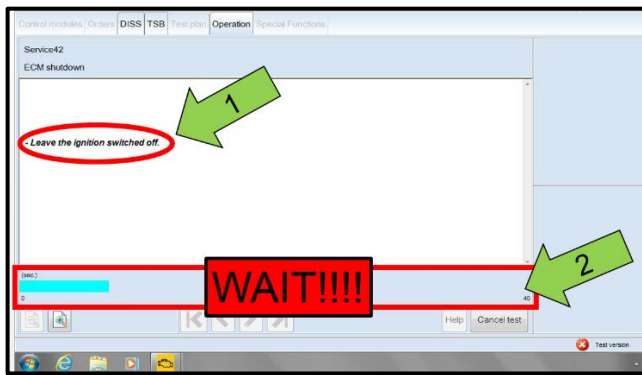 Control modules Orders DISS TSB Test plan Operation Special Functions
Service42
ECM shutdown
1
- Leave the ignition switched off.
2
(sec.)
WAIT!!!!
0 40
Help Cancel test
Test version